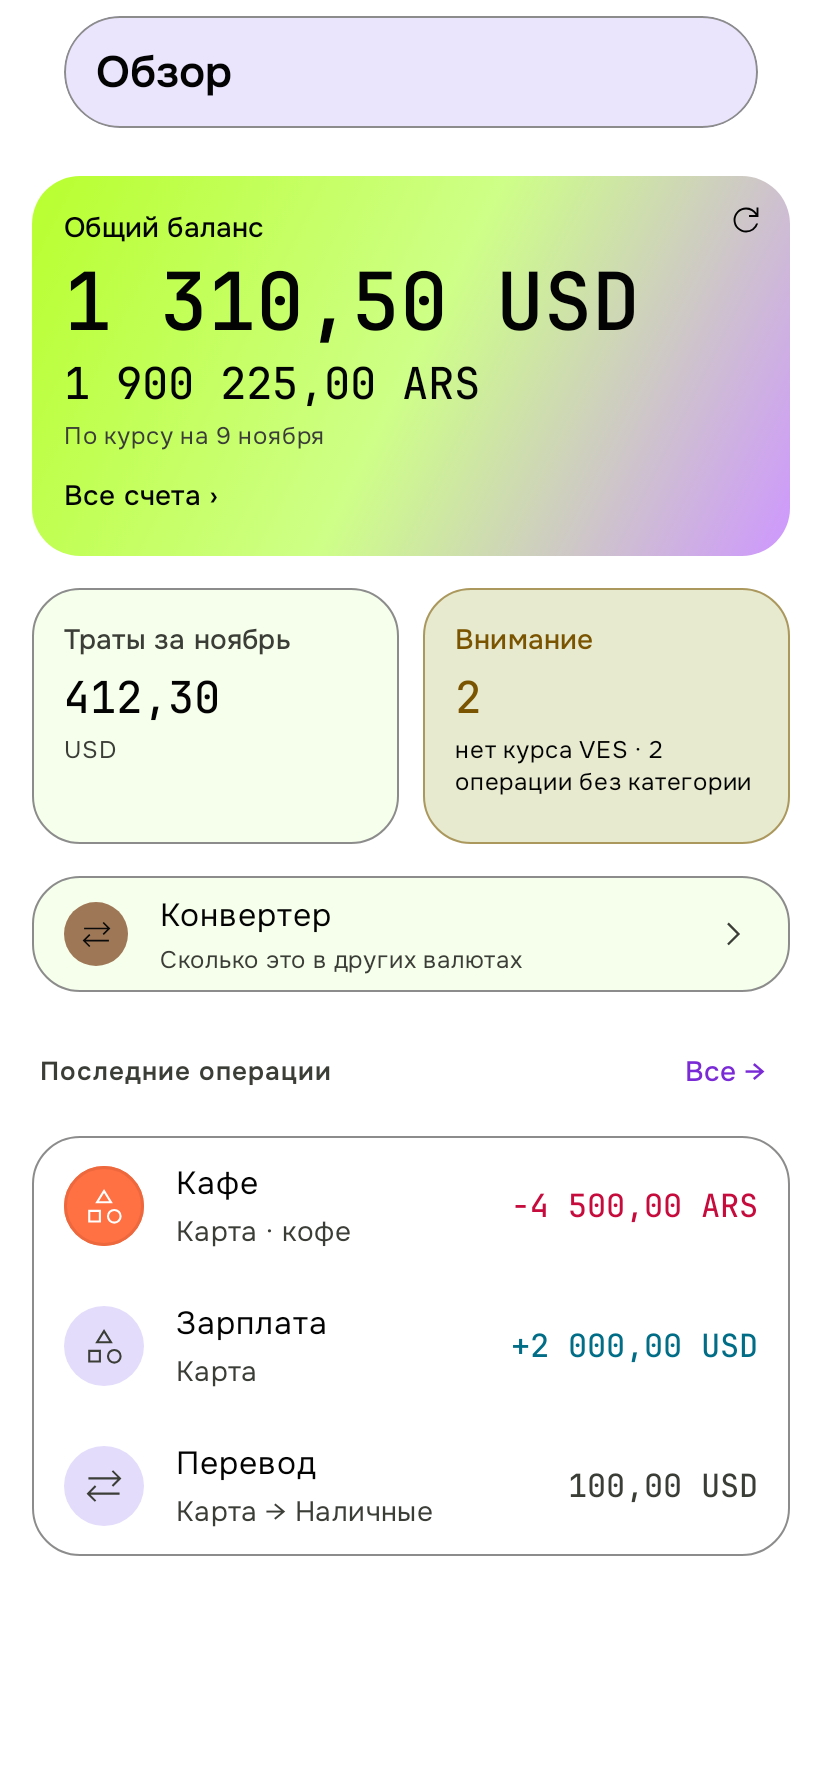 Обзор
Общий баланс
1 310,50 USD
1 900 225,00 ARS
По курсу на 9 ноября
Все счета ›
Траты за ноябрь
412,30
USD
Внимание
2
нет курса VES · 2
операции без категории
Конвертер
Сколько это в других валютах
Последние операции
Все →
Кафе
Карта · кофе
-4 500,00 ARS
Зарплата
Карта
+2 000,00 USD
Перевод
Карта → Наличные
100,00 USD